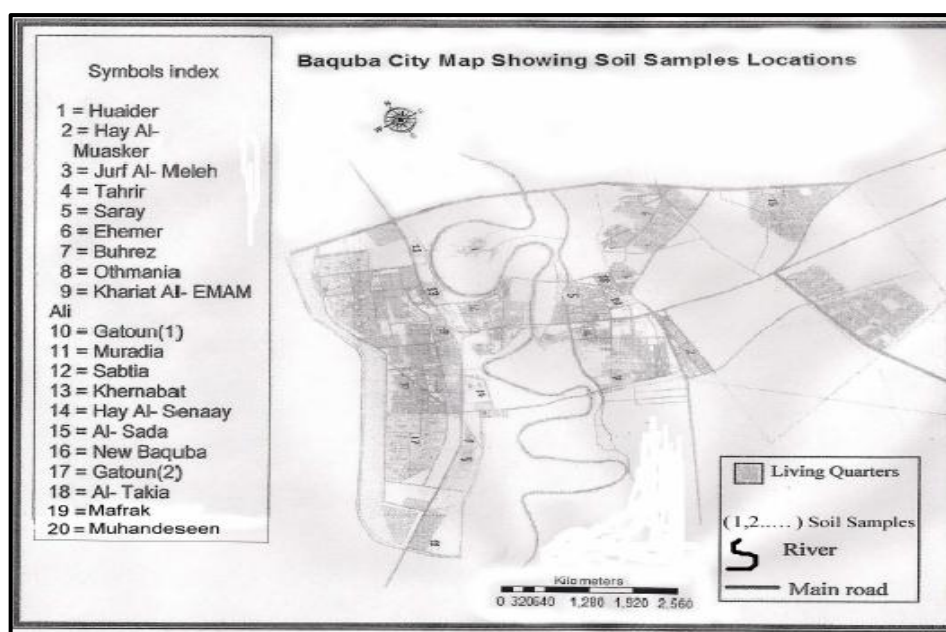 Baquba City Map Showing Soil Samples Locations
Symbols index
1 = Huaider
2 = Hay Al-
Muasker
3 = Jurf Al- Meleh
4 = Tahrir
5 = Saray
6 = Ehemer
7 = Buhrez
8 = Othmania
9 = Khariat Al- EMAM
Ali
10 = Gatoun(1)
11 = Muradia
12 = Sabtia
13 = Khernabat
14 = Hay Al- Senaay
15 = Al- Sada
16 = New Baquba
17 = Gatoun(2)
18 = Al- Takia
19 = Mafrak
20 = Muhandeseen
Living Quarters
(1,2..... ) Soil Samples
River
Main road
Kilometers
0 320640 1,280 1,920 2,560